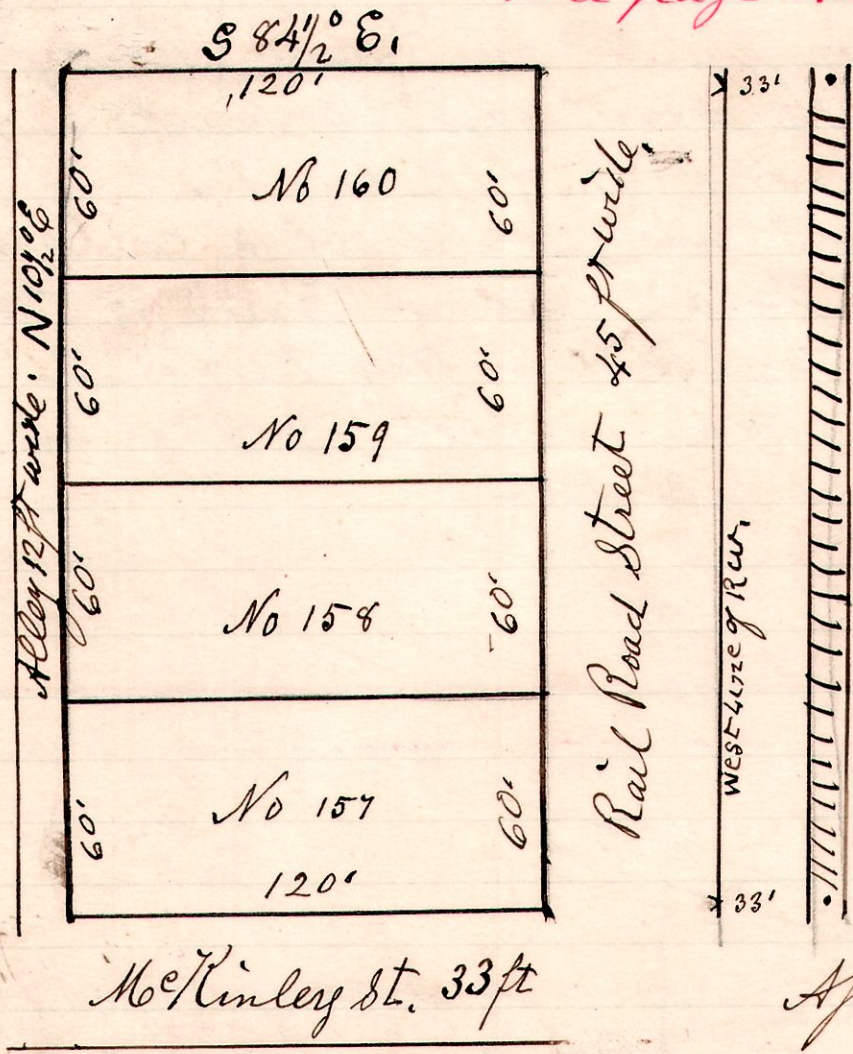 page
S 84½° E.
120'
33'
60'
No 160
60'
Alley 12 ft wide. N 10½° E
Rail Road Street 45 ft wide.
60'
60'
No 159
60'
No 158
60'
West Line of R.W.
60'
No 157
60'
120'
33'
McKinlery St. 33 ft